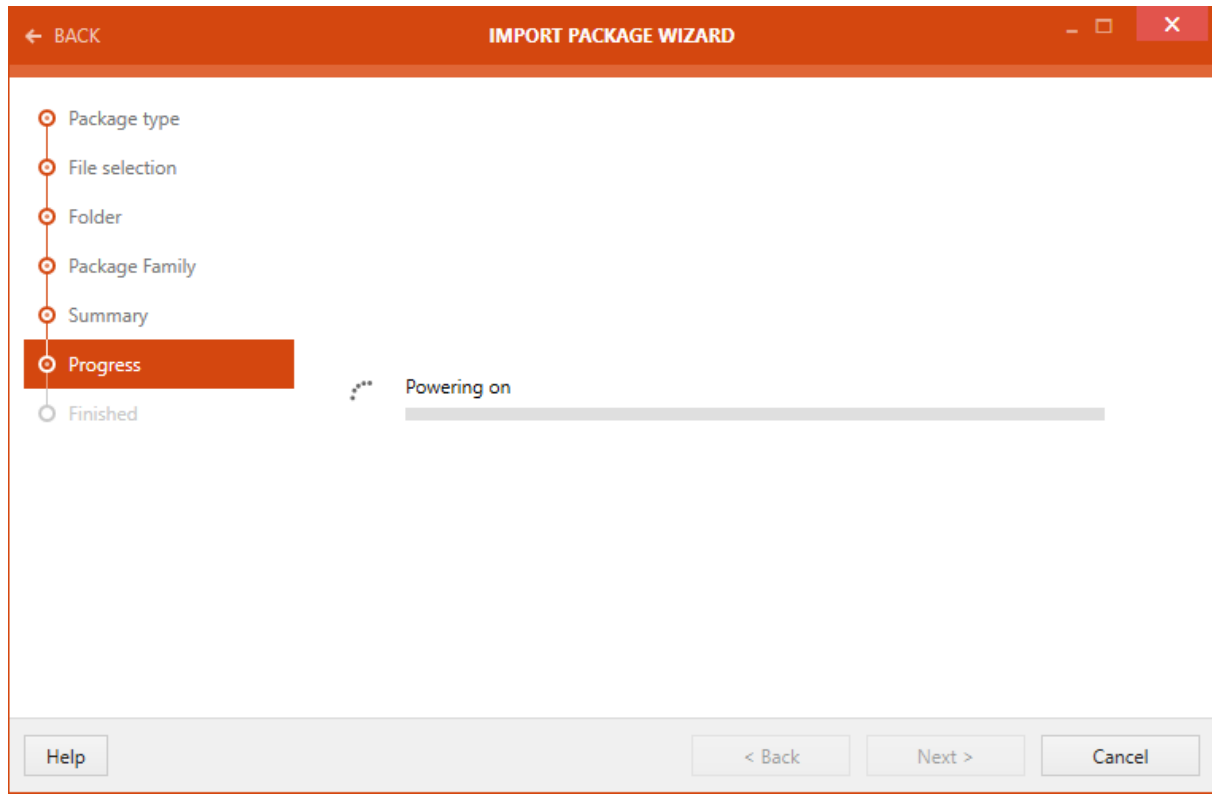 BACK
IMPORT PACKAGE WIZARD
Package type
File selection
Folder
Package Family
Summary
Progress
Finished
Powering on
Help
< Back
Next >
Cancel